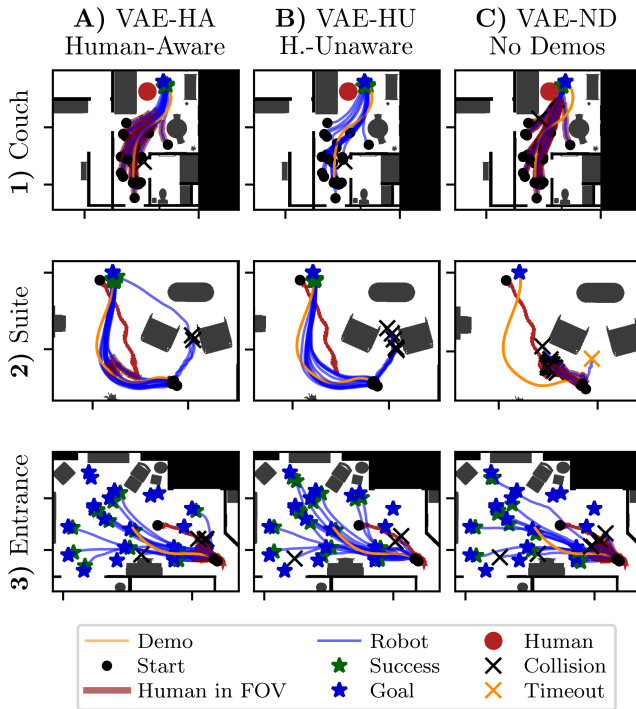 A) VAE-HA
Human-Aware
B) VAE-HU
H.-Unaware
C) VAE-ND
No Demos
1) Couch
2) Suite
3) Entrance
Demo
Robot
Human
Start
Success
Collision
Human in FOV
Goal
Timeout